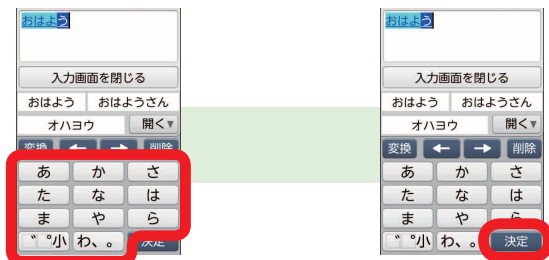 おはよう
入力画面を閉じる
おはよう おはようさん
オハヨウ 開く▼
変換 ← → 削除
あ か さ
た な は
ま や ら
゛゜小 わ、。 決定
おはよう
入力画面を閉じる
おはよう おはようさん
オハヨウ 開く▼
変換 ← → 削除
あ か さ
た な は
ま や ら
゛゜小 わ、。 決定